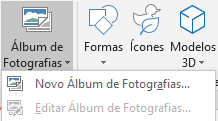 Álbum de
Fotografias
Formas
Ícones
Modelos
3D
Novo Álbum de Fotografias...
Editar Álbum de Fotografias...